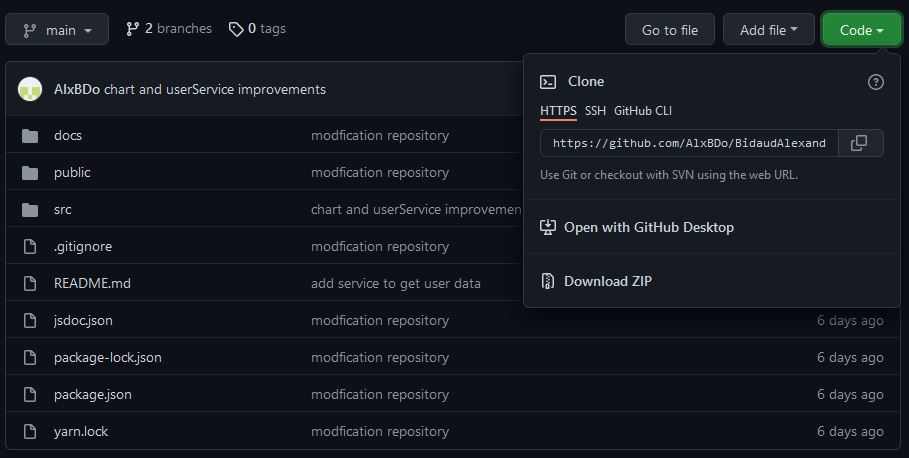 main
2 branches
0 tags
Go to file
Add file
Code
AlxBDo chart and userService improvements
docs modfication repository
public modfication repository
src chart and userService improvemen
.gitignore modfication repository
README.md add service to get user data
jsdoc.json modfication repository 6 days ago
package-lock.json modfication repository 6 days ago
package.json modfication repository 6 days ago
yarn.lock modfication repository 6 days ago
Clone
HTTPS SSH GitHub CLI
https://github.com/AlxBDo/BidaudAlexand
Use Git or checkout with SVN using the web URL.
Open with GitHub Desktop
Download ZIP